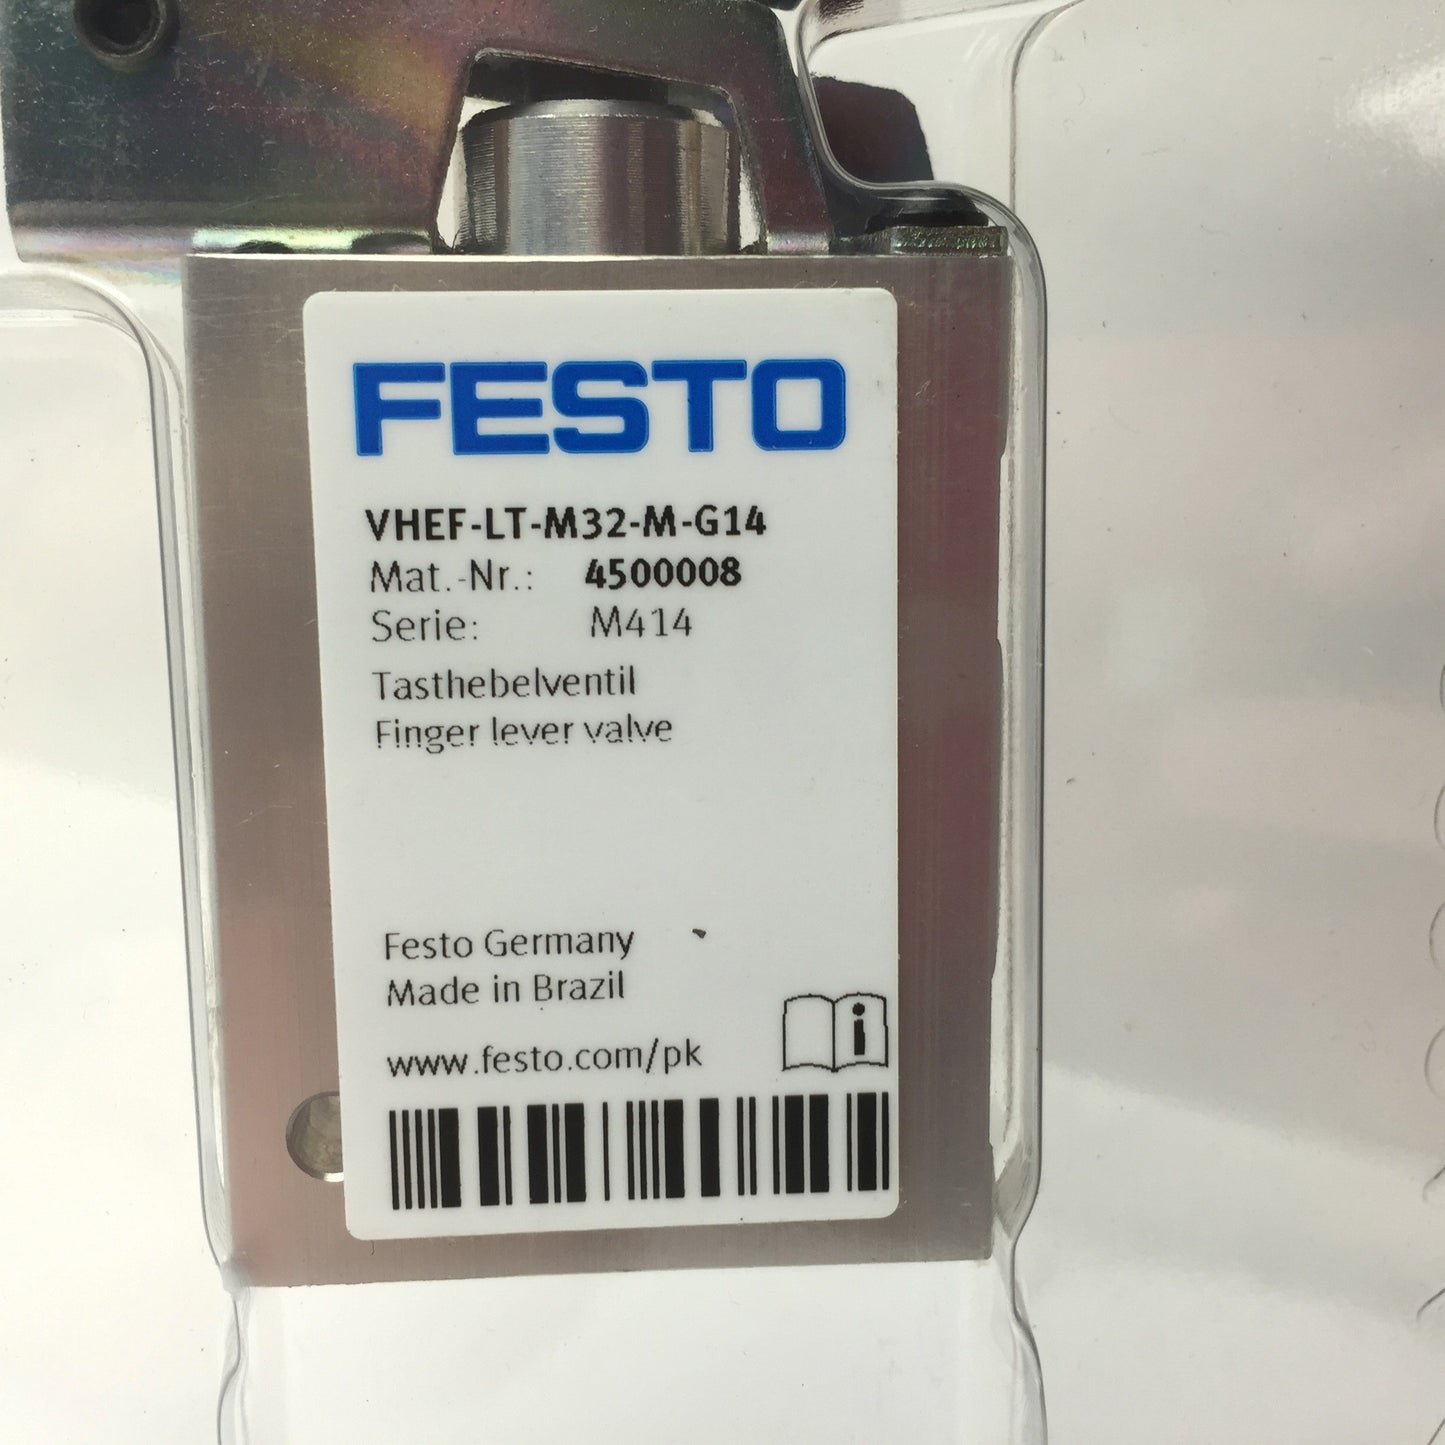 FESTO
VHEF-LT-M32-M-G14
Mat.-Nr.: 4500008
Serie: M414
Tasthebelventil
Finger lever valve
Festo Germany
Made in Brazil
www.festo.com/pk
i